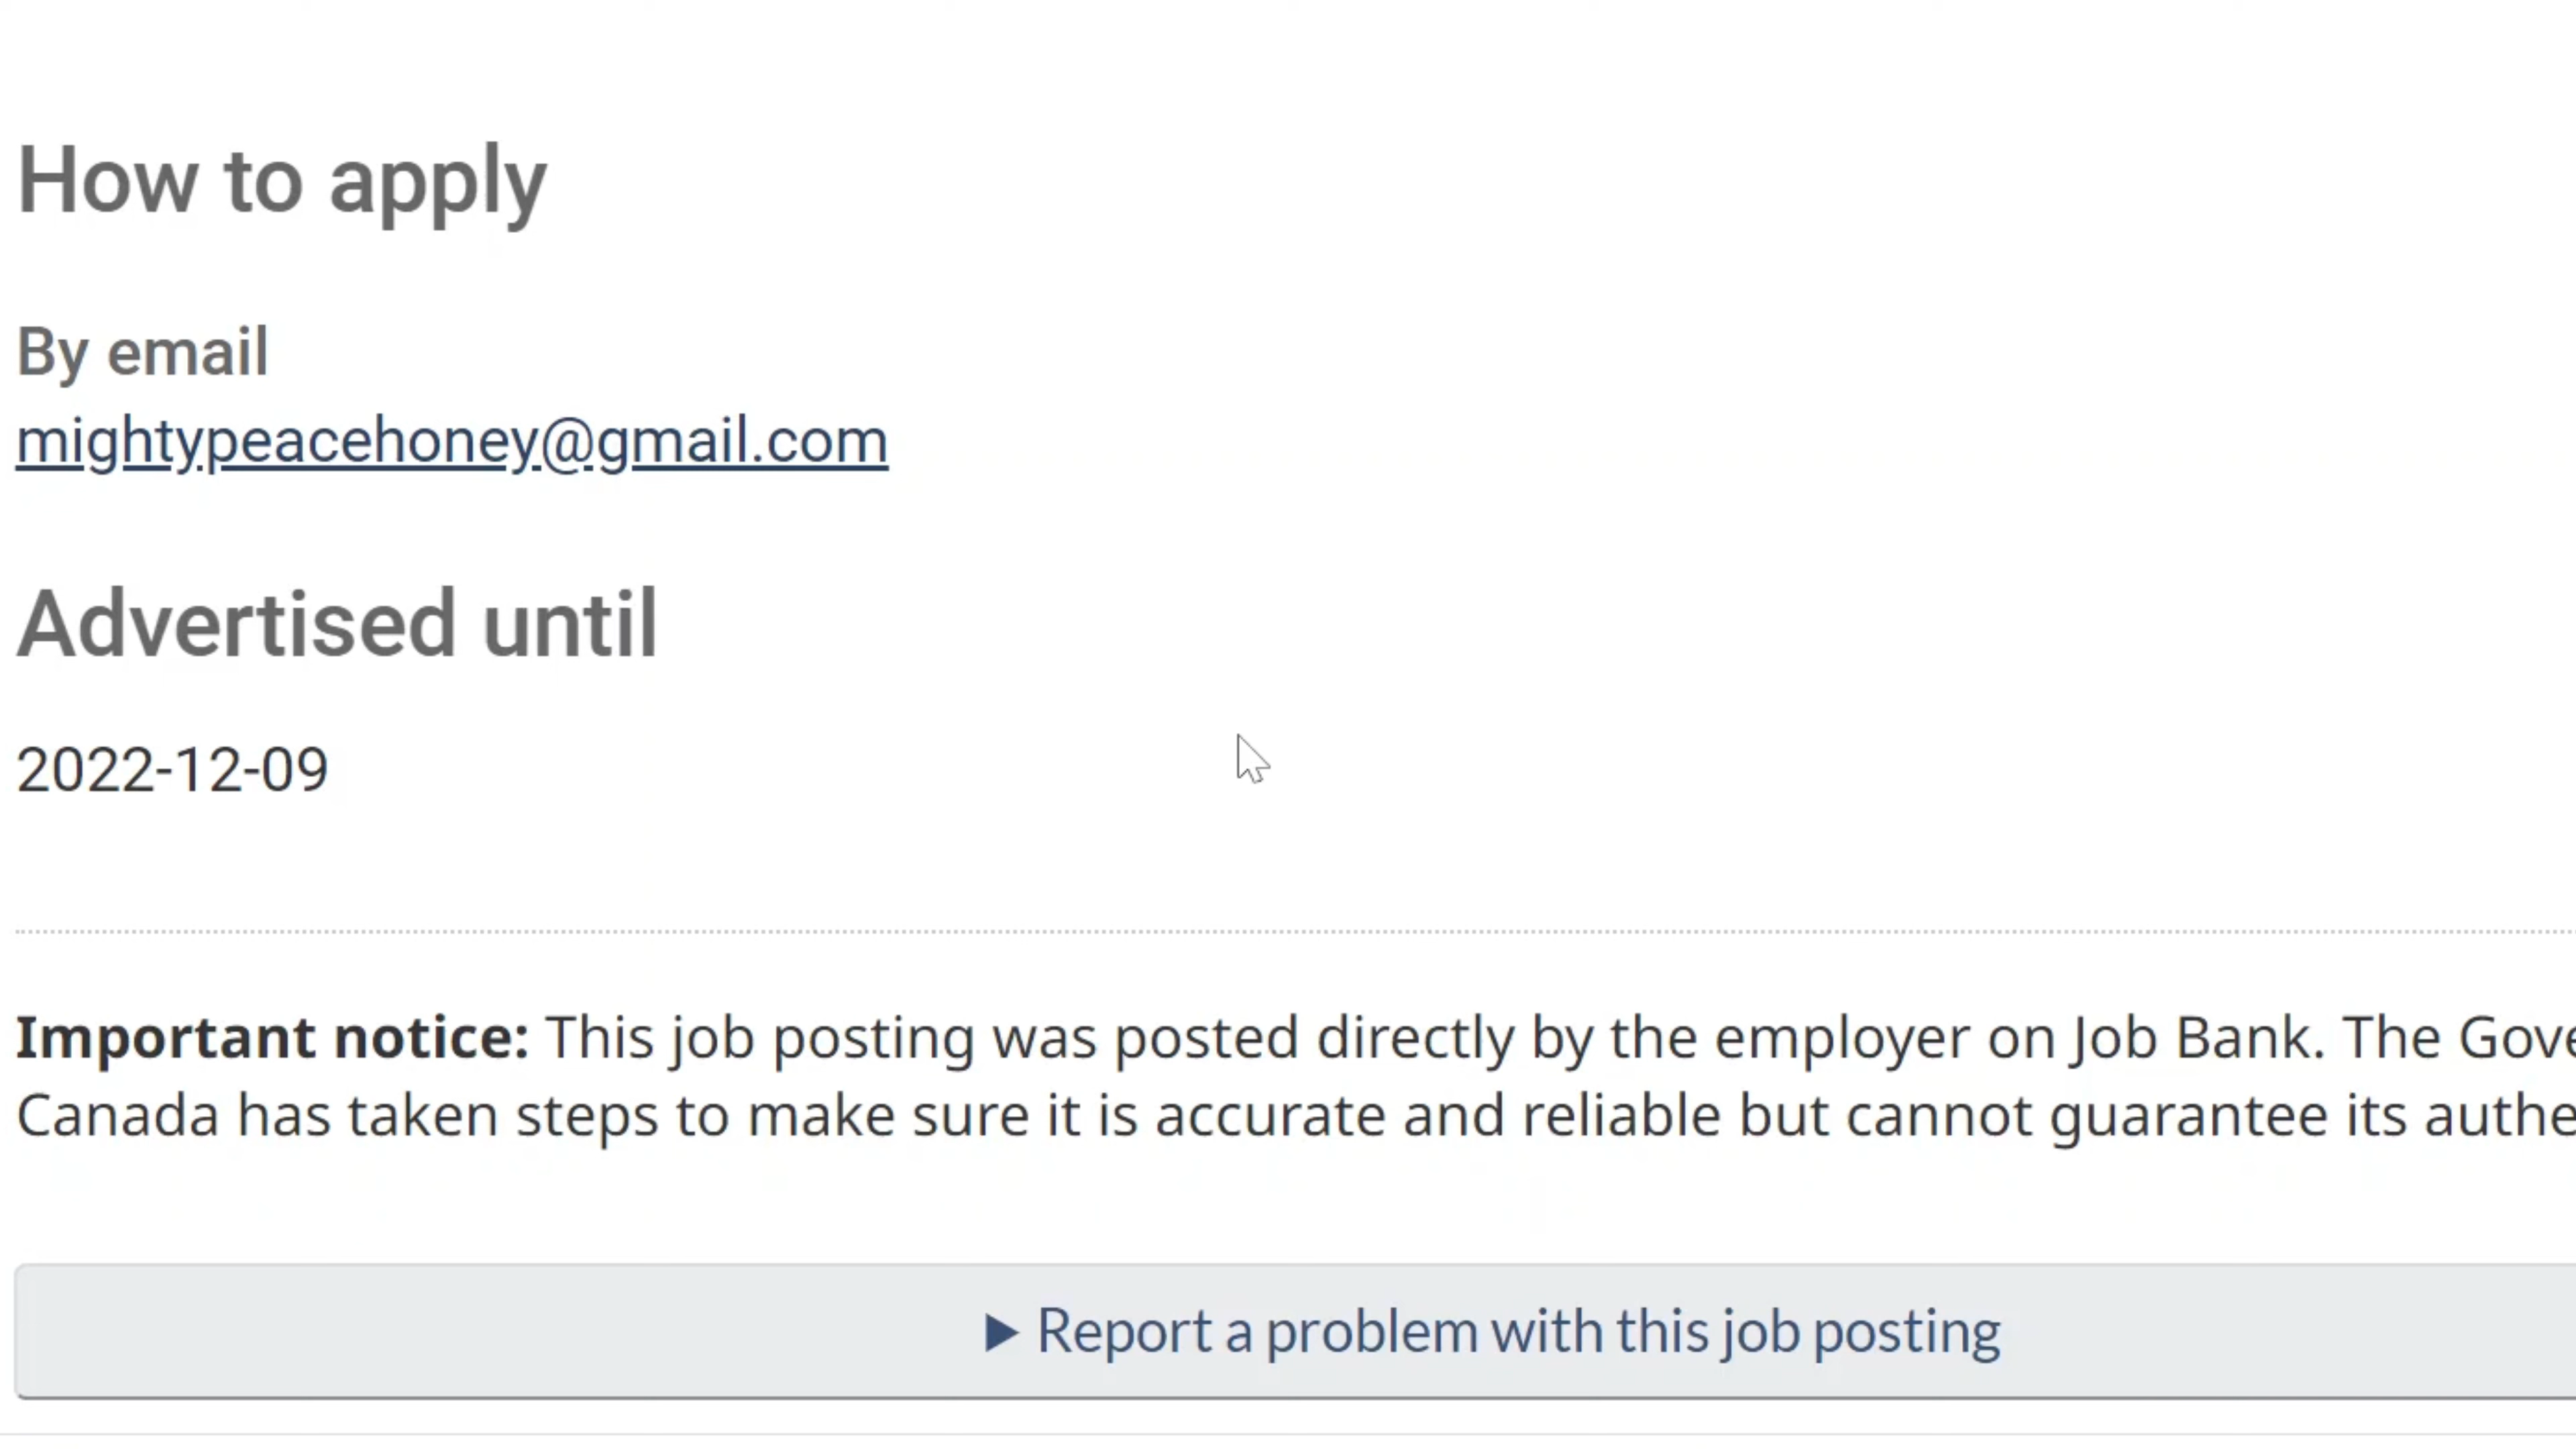 How to apply
By email
mightypeacehoney@gmail.com
Advertised until
2022-12-09
Important notice: This job posting was posted directly by the employer on Job Bank. The
Canada has taken steps to make sure it is accurate and reliable but cannot guarantee its
Report a problem with this job posting